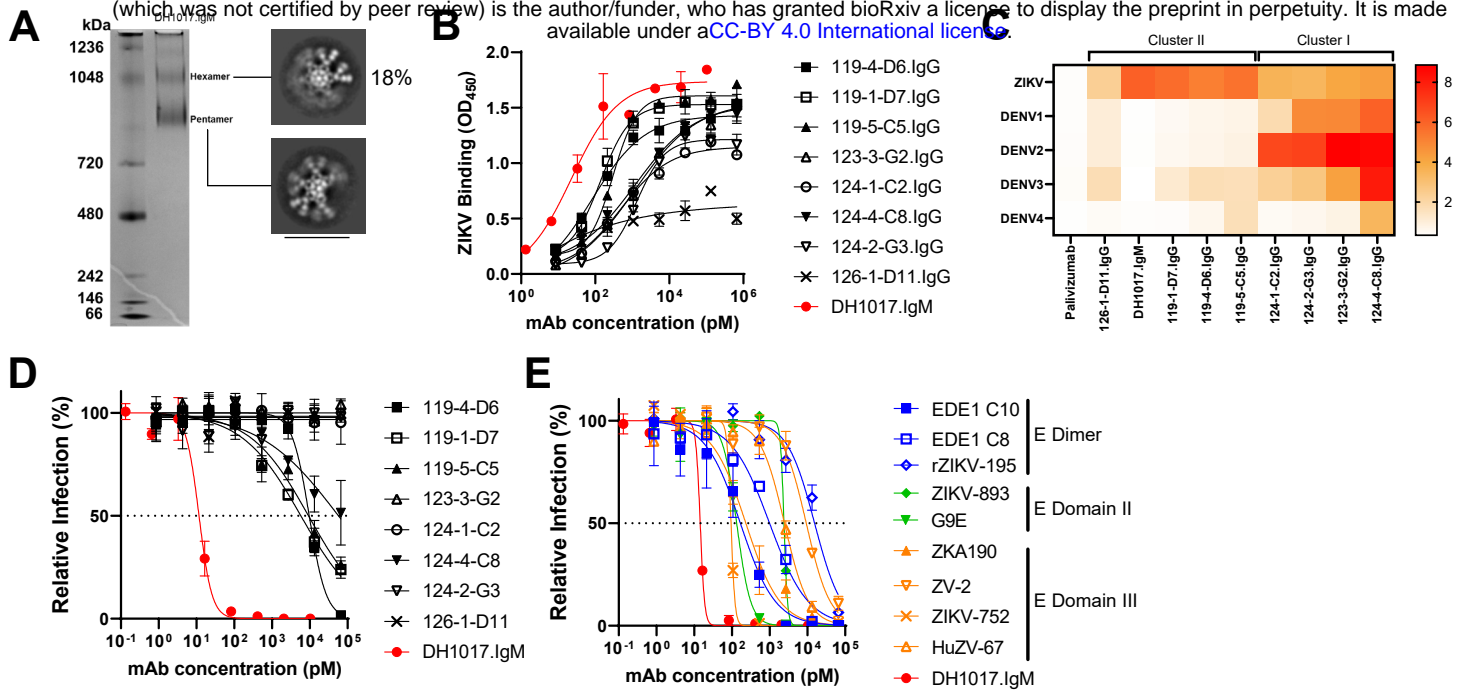 (which was not certified by peer review) is the author/funder, who has granted bioRxiv a license to display the preprint in perpetuity. It is made
available under aCC-BY 4.0 International license.
A
kDa
DH1017.IgM
1236
1048
720
480
242
146
66
Hexamer
Pentamer
18%
B
ZIKV Binding (OD450)
2.0
1.5
1.0
0.5
0.0
10^0
10^2
10^4
10^6
mAb concentration (pM)
119-4-D6.IgG
119-1-D7.IgG
119-5-C5.IgG
123-3-G2.IgG
124-1-C2.IgG
124-4-C8.IgG
124-2-G3.IgG
126-1-D11.IgG
DH1017.IgM
C
Cluster II
Cluster I
ZIKV
DENV1
DENV2
DENV3
DENV4
Palivizumab
126-1-D11.IgG
DH1017.IgM
119-1-D7.IgG
119-4-D6.IgG
119-5-C5.IgG
124-1-C2.IgG
124-2-G3.IgG
123-3-G2.IgG
124-4-C8.IgG
8
6
4
2
D
Relative Infection (%)
100
50
0
10^-1
10^0
10^1
10^2
10^3
10^4
10^5
mAb concentration (pM)
119-4-D6
119-1-D7
119-5-C5
123-3-G2
124-1-C2
124-4-C8
124-2-G3
126-1-D11
DH1017.IgM
E
Relative Infection (%)
100
50
0
10^-1
10^0
10^1
10^2
10^3
10^4
10^5
mAb concentration (pM)
EDE1 C10
EDE1 C8
rZIKV-195
ZIKV-893
G9E
ZKA190
ZV-2
ZIKV-752
HuZV-67
DH1017.IgM
E Dimer
E Domain II
E Domain III